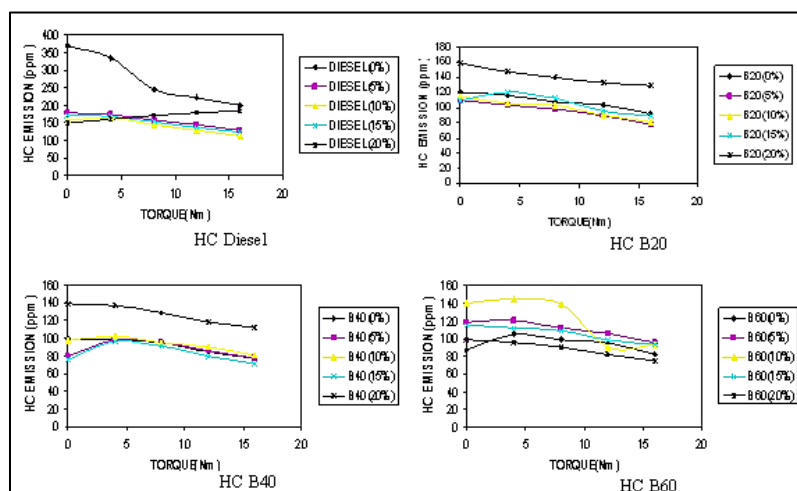 HC EMISSION (ppm)
400
350
300
250
200
150
100
50
0
0 5 10 15 20
TORQUE(Nm)
DIESEL(0%)
DIESEL(5%)
DIESEL(10%)
DIESEL(15%)
DIESEL(20%)
HC Diesel
HC EMISSION (ppm)
180
160
140
120
100
80
60
40
20
0
0 5 10 15 20
TORQUE(Nm)
B20(0%)
B20(5%)
B20(10%)
B20(15%)
B20(20%)
HC B20
HC EMISSION (ppm)
160
140
120
100
80
60
40
20
0
0 5 10 15 20
TORQUE(Nm)
B40(0%)
B40(5%)
B40(10%)
B40(15%)
B40(20%)
HC B40
HC EMISSION (ppm)
160
140
120
100
80
60
40
20
0
0 5 10 15 20
TORQUE(Nm)
B60(0%)
B60(5%)
B60(10%)
B60(15%)
B60(20%)
HC B60